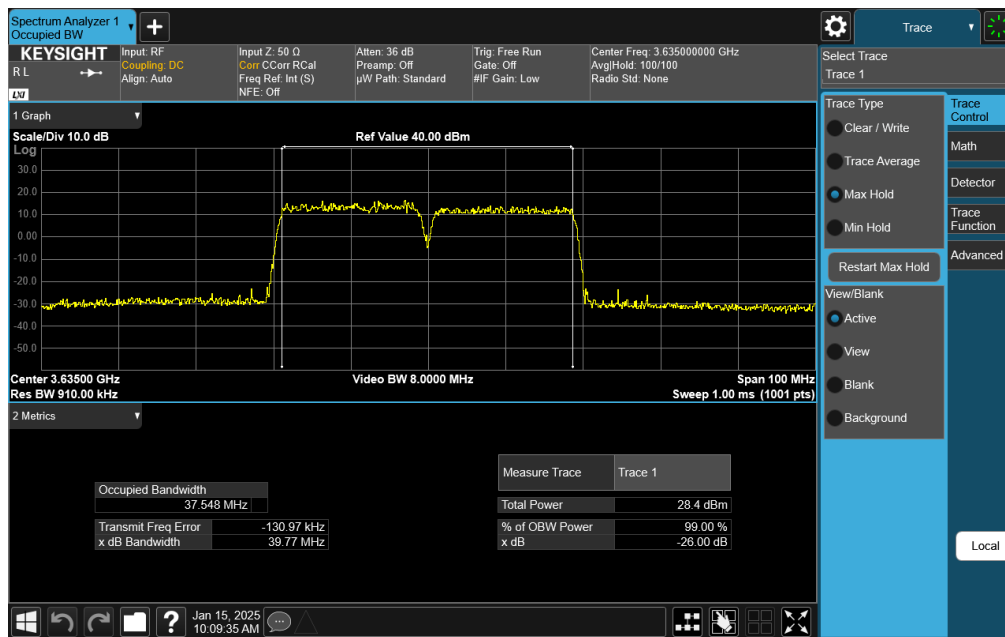 Spectrum Analyzer 1
Occupied BW
KEYSIGHT
R L
LXI
Input: RF
Coupling: DC
Align: Auto
Input Z: 50 Ω
Corr CCorr RCal
Freq Ref: Int (S)
NFE: Off
Atten: 36 dB
Preamp: Off
µW Path: Standard
Trig: Free Run
Gate: Off
#IF Gain: Low
Center Freq: 3.635000000 GHz
Avg|Hold: 100/100
Radio Std: None
1 Graph
Scale/Div 10.0 dB
Ref Value 40.00 dBm
Log
30.0
20.0
10.0
0.00
-10.0
-20.0
-30.0
-40.0
-50.0
Center 3.63500 GHz
Video BW 8.0000 MHz
Span 100 MHz
Res BW 910.00 kHz
Sweep 1.00 ms (1001 pts)
2 Metrics
Occupied Bandwidth
37.548 MHz
Transmit Freq Error -130.97 kHz
x dB Bandwidth 39.77 MHz
Measure Trace Trace 1
Total Power 28.4 dBm
% of OBW Power 99.00 %
x dB -26.00 dB
Jan 15, 2025
10:09:35 AM
Trace
Select Trace
Trace 1
Trace Type
Clear / Write
Trace Average
Max Hold
Min Hold
Restart Max Hold
View/Blank
Active
View
Blank
Background
Trace
Control
Math
Detector
Trace
Function
Advanced
Local